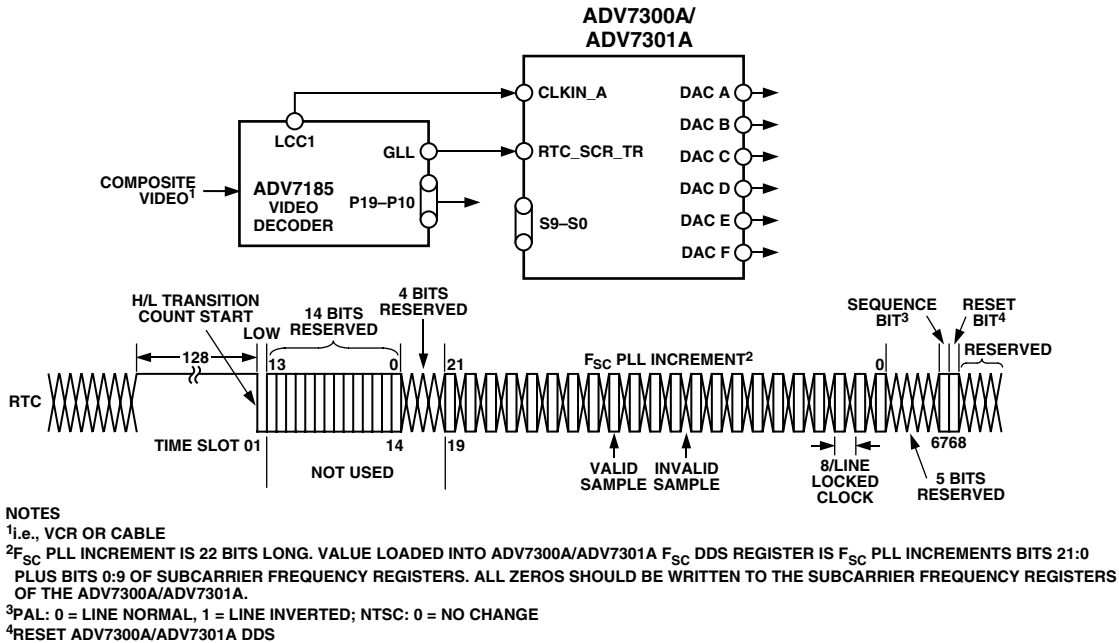 ADV7300A/
ADV7301A
CLKIN_A
DAC A
DAC B
LCC1
GLL
RTC_SCR_TR
DAC C
COMPOSITE
VIDEO1
ADV7185
VIDEO
DECODER
P19–P10
DAC D
S9–S0
DAC E
DAC F
H/L TRANSITION
COUNT START
LOW
14 BITS
RESERVED
4 BITS
RESERVED
SEQUENCE
BIT3
RESET
BIT4
RESERVED
128
13
0
21
FSC PLL INCREMENT2
0
RTC
TIME SLOT 01
14
19
6768
NOT USED
VALID
SAMPLE
INVALID
SAMPLE
8/LINE
LOCKED
CLOCK
5 BITS
RESERVED
NOTES
1i.e., VCR OR CABLE
2FSC PLL INCREMENT IS 22 BITS LONG. VALUE LOADED INTO ADV7300A/ADV7301A FSC DDS REGISTER IS FSC PLL INCREMENTS BITS 21:0
PLUS BITS 0:9 OF SUBCARRIER FREQUENCY REGISTERS. ALL ZEROS SHOULD BE WRITTEN TO THE SUBCARRIER FREQUENCY REGISTERS
OF THE ADV7300A/ADV7301A.
3PAL: 0 = LINE NORMAL, 1 = LINE INVERTED; NTSC: 0 = NO CHANGE
4RESET ADV7300A/ADV7301A DDS